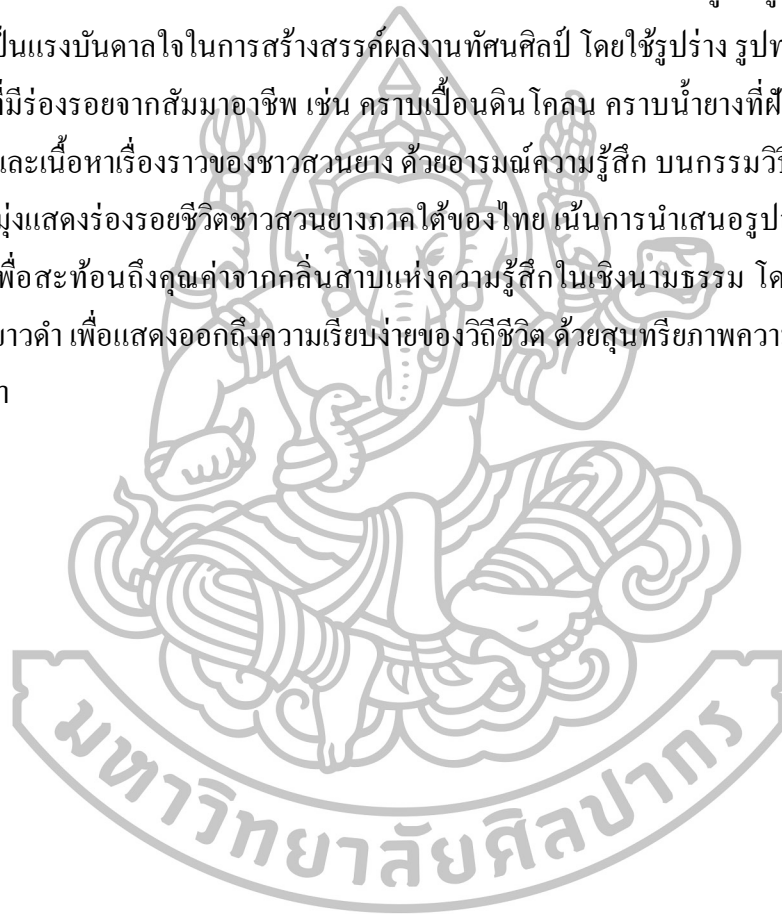 ป็นแรงบันดาลใจในการสร้างสรรค์ผลงานทัศนศิลป์ โดยใช้รูปร่าง รูปท
ที่มีร่องรอยจากสัมมาอาชีพ เช่น คราบเปื้อนดินโคลน คราบน้ำยางที่ฝั
และเนื้อหาเรื่องราวของชาวสวนยาง ด้วยอารมณ์ความรู้สึก บนกรรมวิ
มุ่งแสดงร่องรอยชีวิตชาวสวนยางภาคใต้ของไทย เน้นการนำเสนอรูป
พื่อสะท้อนถึงคุณค่าจากกลิ่นสาบแห่งความรู้สึกในเชิงนามธรรม โด
ขาวดำ เพื่อแสดงออกถึงความเรียบง่ายของวิถีชีวิต ด้วยสุนทรียภาพควา
า
มหาวิทยาลัยศิลปากร